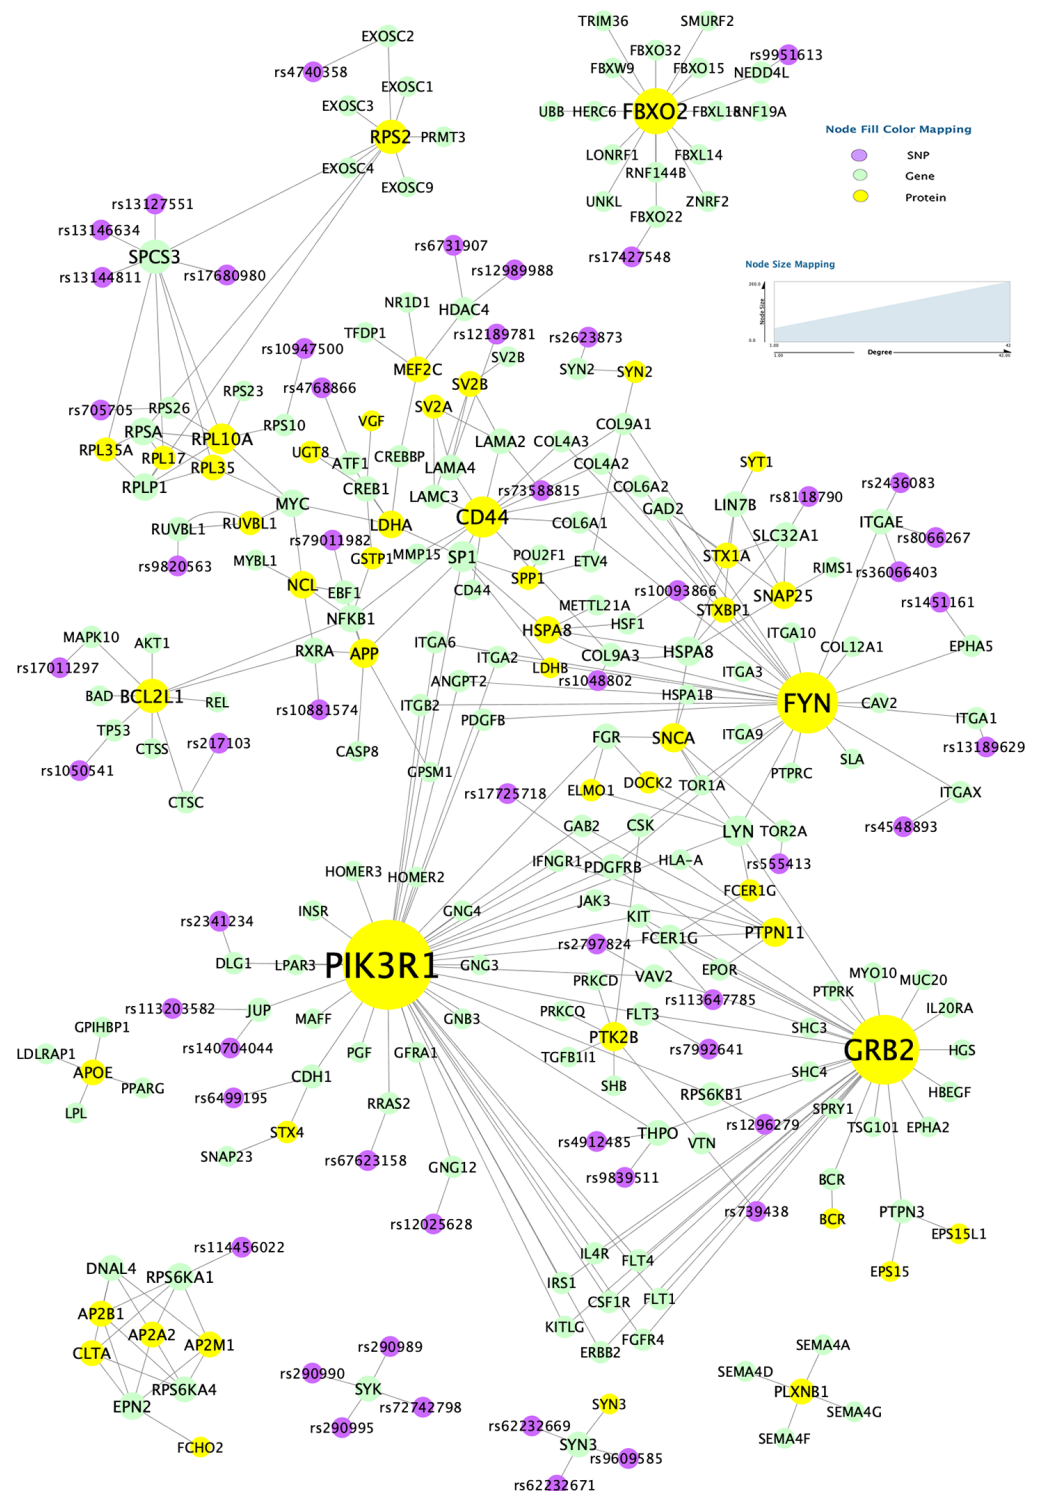 TRIM36
SMURF2
EXOSC2
FBXO32
rs9951613
rs4740358
FBXW9
FBXO15
NEDD4L
EXOSC1
EXOSC3
UBB
HERC6
FBXO2
RNF19A
Node Fill Color Mapping
RPS2
PRMT3
SNP
LONRF1
FBXL14
EXOSC4
RNF144B
Gene
EXOSC9
UNKL
ZNRF2
Protein
rs13127551
FBXO22
rs13146634
rs6731907
SPCS3
rs17427548
rs13144811
rs17680980
rs12989988
Node Size Mapping
NR1D1
HDAC4
Node Size
TFDP1
rs12189781
rs2623873
rs10947500
SV2B
Degree
1.00
42.00
MEF2C
SYN2
SYN2
rs4768866
SV2B
RPS23
rs705705
RPS26
SV2A
VGF
COL9A1
RPS10
RPSA
RPL10A
LAMA2
COL4A3
RPL35A
UGT8
CREBBP
RPL17
ATF1
COL4A2
SYT1
RPL35
LAMA4
RPLP1
CREB1
COL6A2
rs2436083
rs73588815
LAMC3
rs8118790
MYC
GAD2
LIN7B
CD44
RUVBL1
RUVBL1
LDHA
COL6A1
ITGAE
SLC32A1
rs79011982
rs8066267
MMP15
SP1
POU2F1
STX1A
MYBL1
GSTP1
ETV4
rs9820563
RIMS1
rs36066403
SPP1
NCL
EBF1
CD44
rs10093866
SNAP25
rs1451161
METTL21A
STXBP1
NFKB1
HSF1
HSPA8
ITGA10
MAPK10
AKT1
ITGA6
COL12A1
EPHA5
RXRA
APP
ITGA2
COL9A3
HSPA8
rs17011297
LDHB
ITGA3
ANGPT2
rs1048802
BAD
BCL2L1
HSPA1B
REL
ITGB2
FYN
CAV2
rs10881574
PDGFB
ITGA1
TP53
ITGA9
CTSS
rs217103
FGR
SNCA
rs13189629
CASP8
SLA
rs1050541
GPSM1
PTPRC
DOCK2
TOR1A
CTSC
rs17725718
ELMO1
ITGAX
GAB2
CSK
LYN
TOR2A
rs4548893
IFNGR1
PDGFRB
HLA-A
rs555413
HOMER3
HOMER2
FCER1G
INSR
GNG4
JAK3
rs2341234
KIT
PTPN11
FCER1G
rs2797824
DLG1
LPAR3
PIK3R1
GNG3
EPOR
VAV2
MYO10
PRKCD
MUC20
PTPRK
rs113203582
JUP
rs113647785
IL20RA
MAFF
GNB3
PRKCQ
FLT3
GPIHBP1
SHC3
PTK2B
rs140704044
PGF
GFRA1
rs7992641
GRB2
HGS
LDLRAP1
TGFB1I1
APOE
PPARG
CDH1
SHC4
SHB
rs6499195
RPS6KB1
HBEGF
RRAS2
SPRY1
LPL
rs1296279
TSG101
EPHA2
STX4
THPO
rs4912485
VTN
SNAP23
rs67623158
GNG12
rs9839511
BCR
rs739438
PTPN3
rs12025628
BCR
EPS15L1
rs114456022
IL4R
FLT4
DNAL4
RPS6KA1
EPS15
IRS1
CSF1R
FLT1
AP2B1
KITLG
AP2A2
AP2M1
FGFR4
rs290989
SEMA4A
CLTA
ERBB2
rs290990
SEMA4D
SYK
RPS6KA4
PLXNB1
EPN2
rs72742798
SYN3
SEMA4G
rs290995
rs62232669
SEMA4F
FCHO2
SYN3
rs9609585
rs62232671